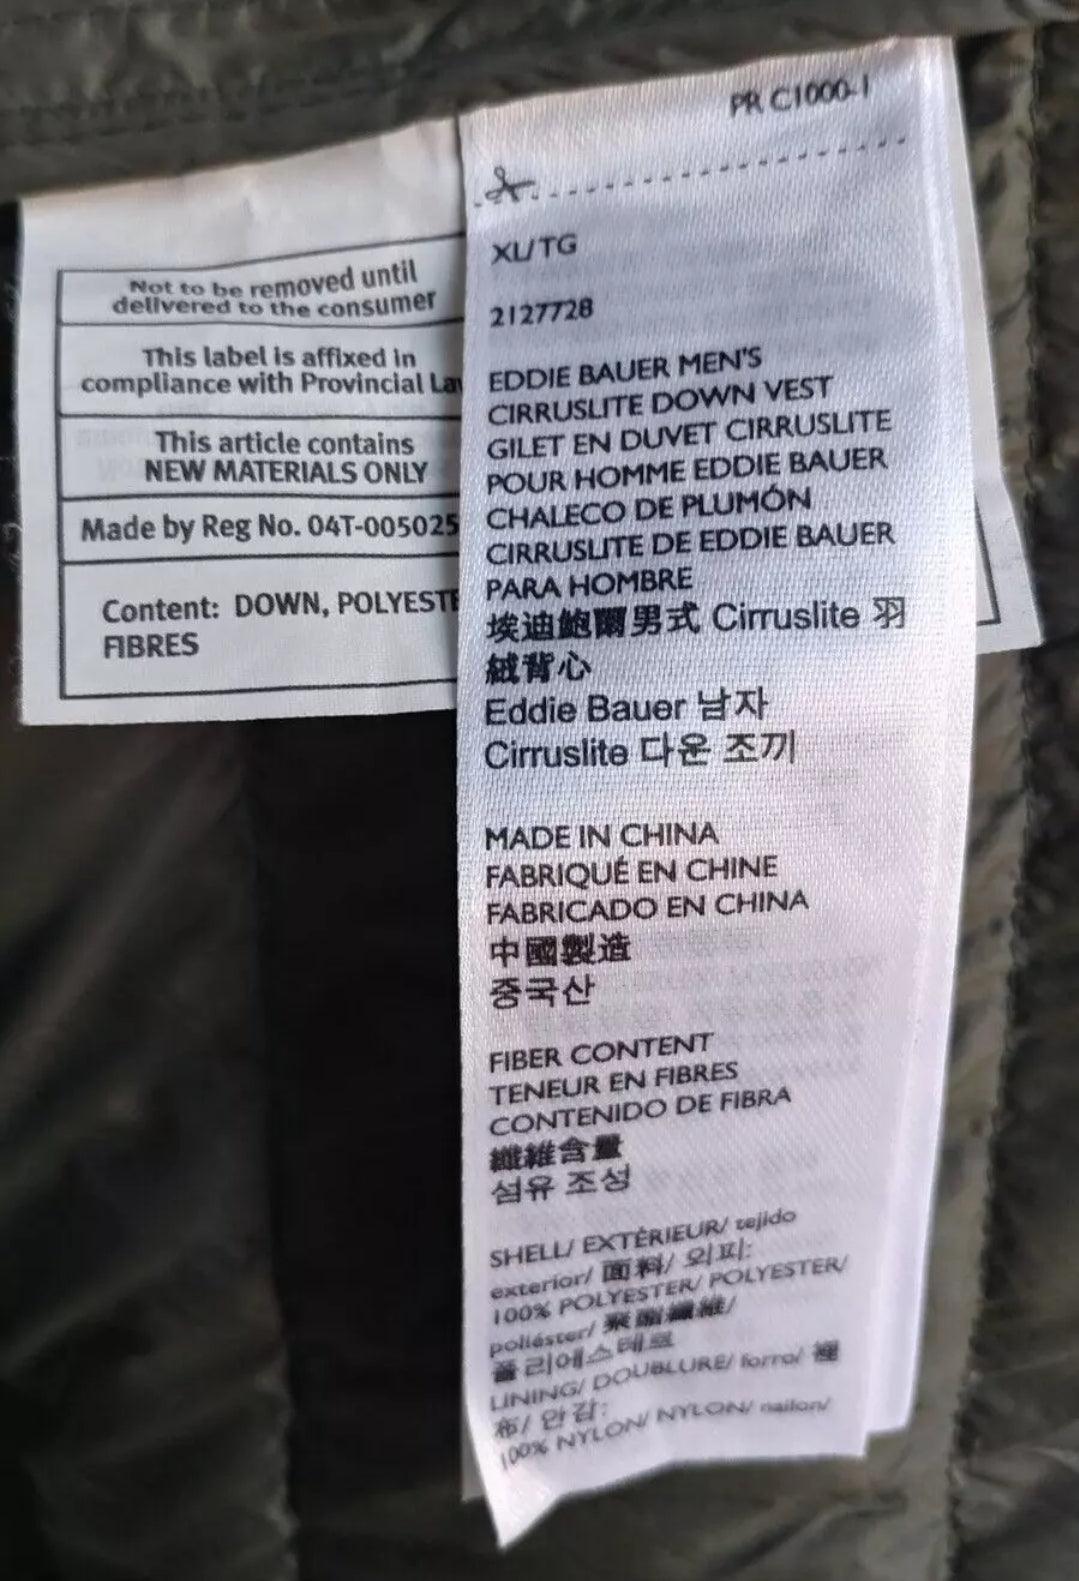 Not to be removed until
delivered to the consumer
This label is affixed in
compliance with Provincial La
This article contains
NEW MATERIALS ONLY
Made by Reg No. 04T-005025
Content: DOWN, POLYESTE
FIBRES
PR C1000-1
XL/TG
2127728
EDDIE BAUER MEN'S
CIRRUSLITE DOWN VEST
GILET EN DUVET CIRRUSLITE
POUR HOMME EDDIE BAUER
CHALECO DE PLUMÓN
CIRRUSLITE DE EDDIE BAUER
PARA HOMBRE
埃迪鮑爾男式 Cirruslite 羽
絨背心
Eddie Bauer 남자
Cirruslite 다운 조끼
MADE IN CHINA
FABRIQUÉ EN CHINE
FABRICADO EN CHINA
中國製造
중국산
FIBER CONTENT
TENEUR EN FIBRES
CONTENIDO DE FIBRA
纖維含量
섬유 조성
SHELL/ EXTÉRIEUR/ tejido
exterior/ 面料/ 외피:
100% POLYESTER/ POLYESTER/
poliéster/ 聚酯纖維/
폴리에스테르
LINING/ DOUBLURE/ forro/ 裡
布/ 안감:
100% NYLON/ NYLON/ nailon/